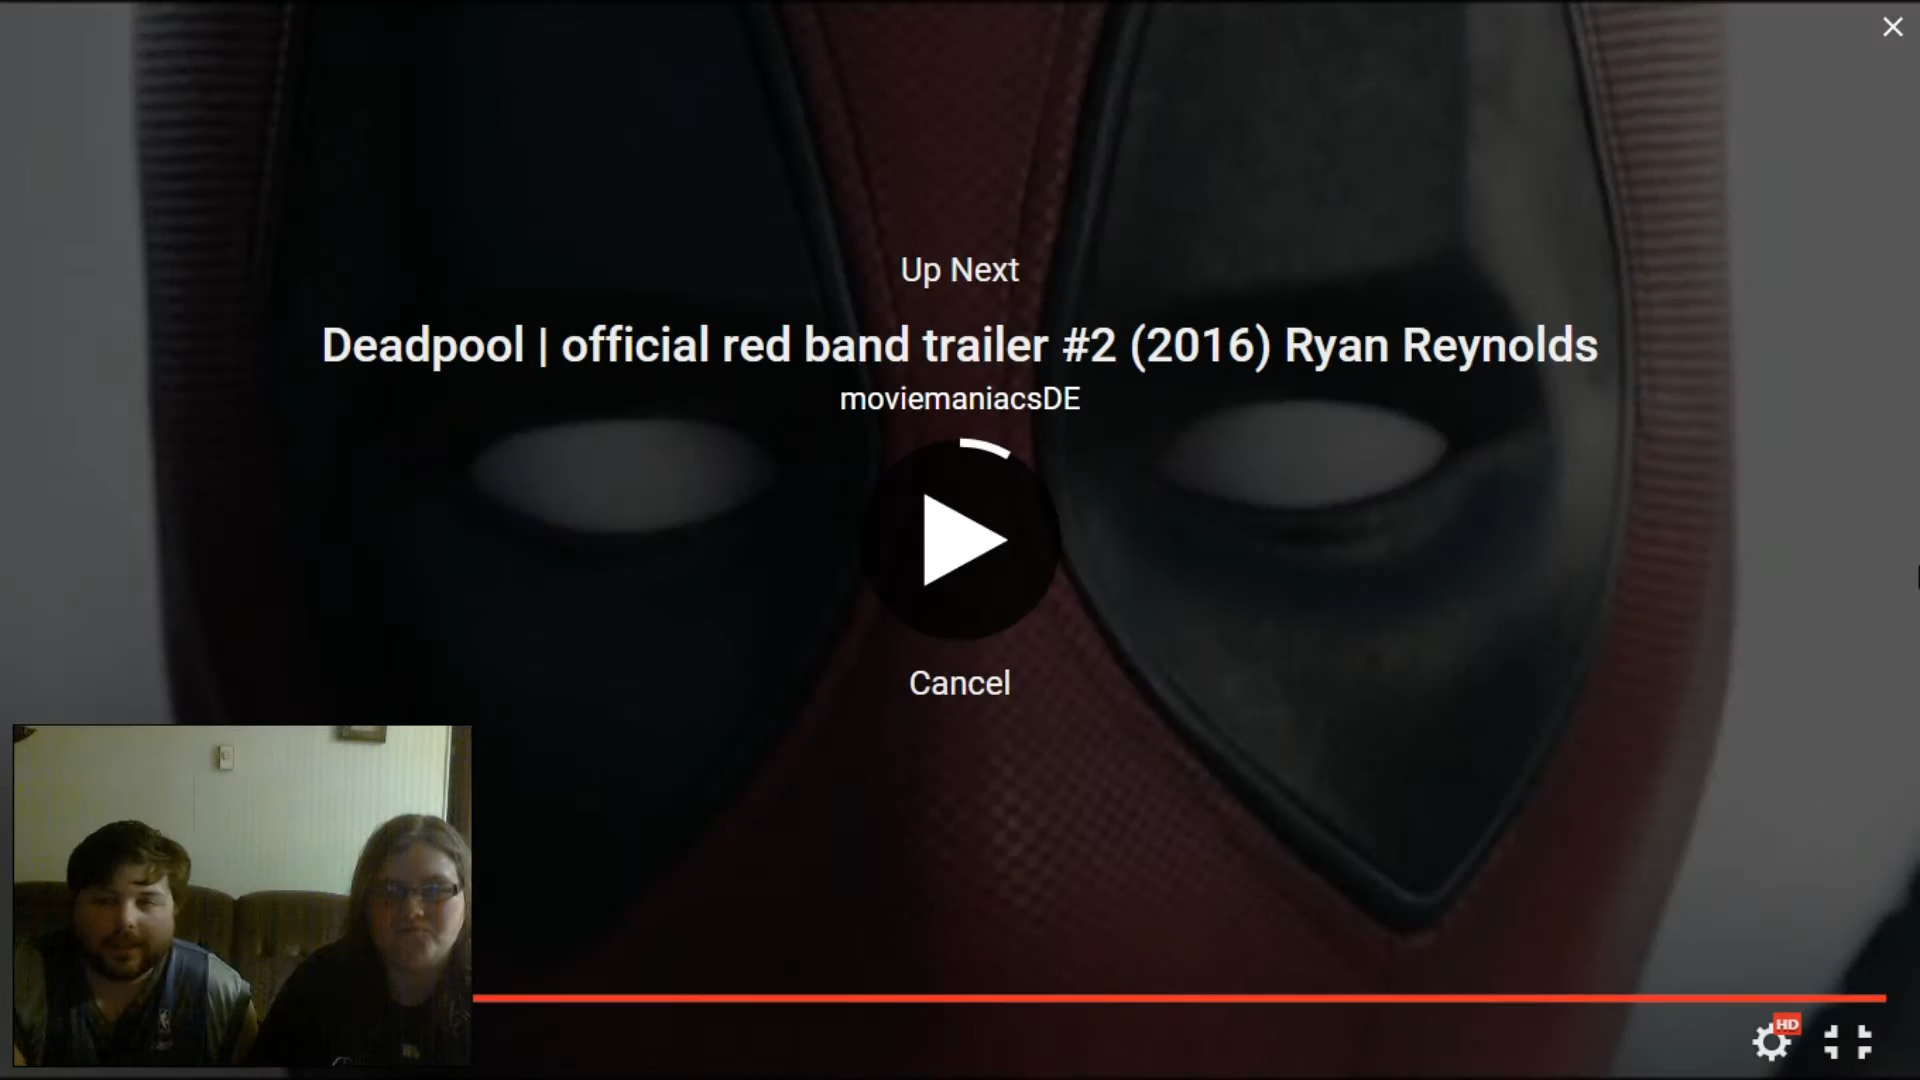 Up Next
Deadpool | official red band trailer #2 (2016) Ryan Reynolds
moviemaniacsDE
Cancel
HD